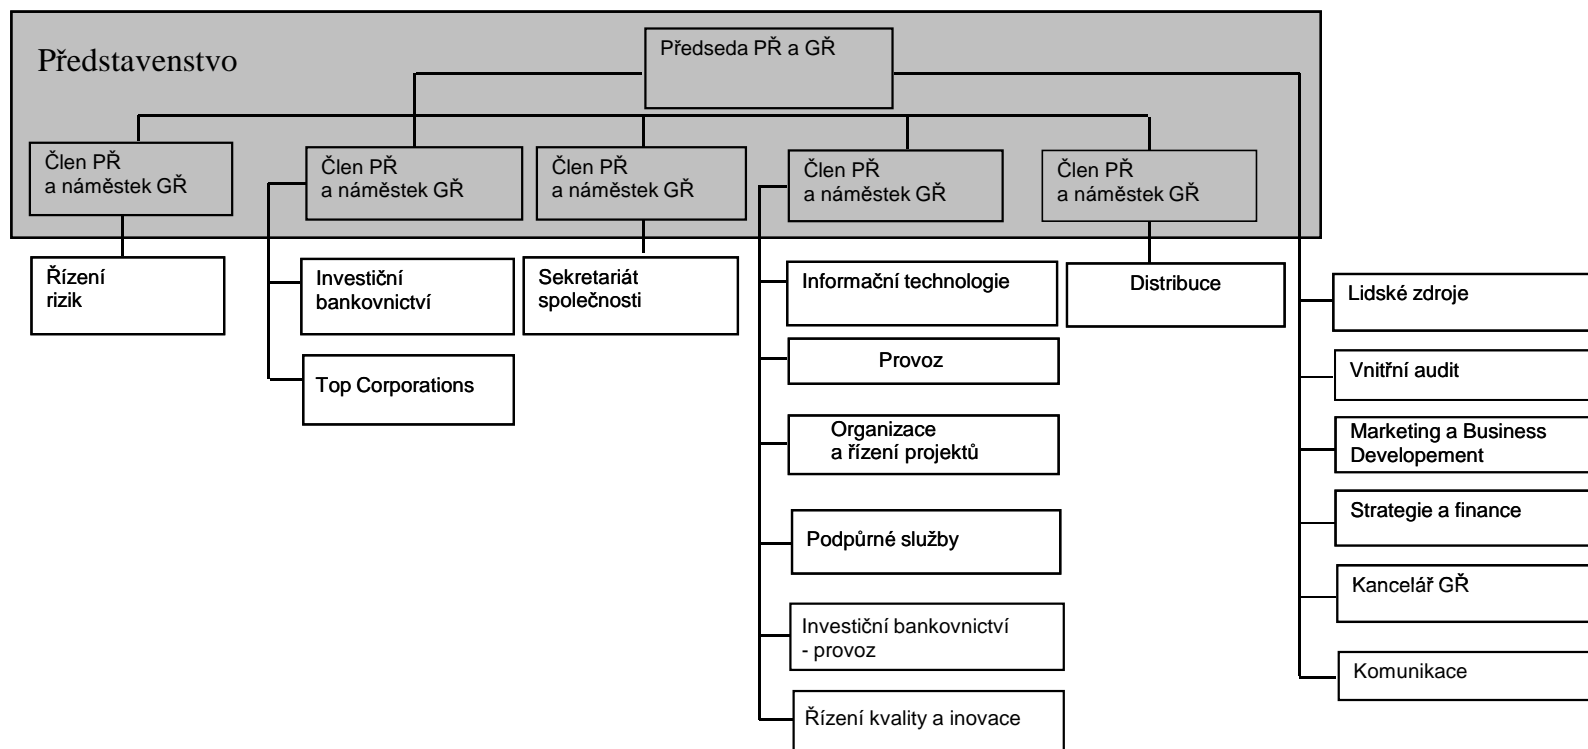 Představenstvo
Předseda PŘ a GŘ
Člen PŘ
a náměstek GŘ
Člen PŘ
a náměstek GŘ
Člen PŘ
a náměstek GŘ
Člen PŘ
a náměstek GŘ
Člen PŘ
a náměstek GŘ
Řízení
rizik
Investiční
bankovnictví
Top Corporations
Sekretariát
společnosti
Informační technologie
Provoz
Organizace
a řízení projektů
Podpůrné služby
Investiční bankovnictví
- provoz
Řízení kvality a inovace
Distribuce
Lidské zdroje
Vnitřní audit
Marketing a Business
Developement
Strategie a finance
Kancelář GŘ
Komunikace